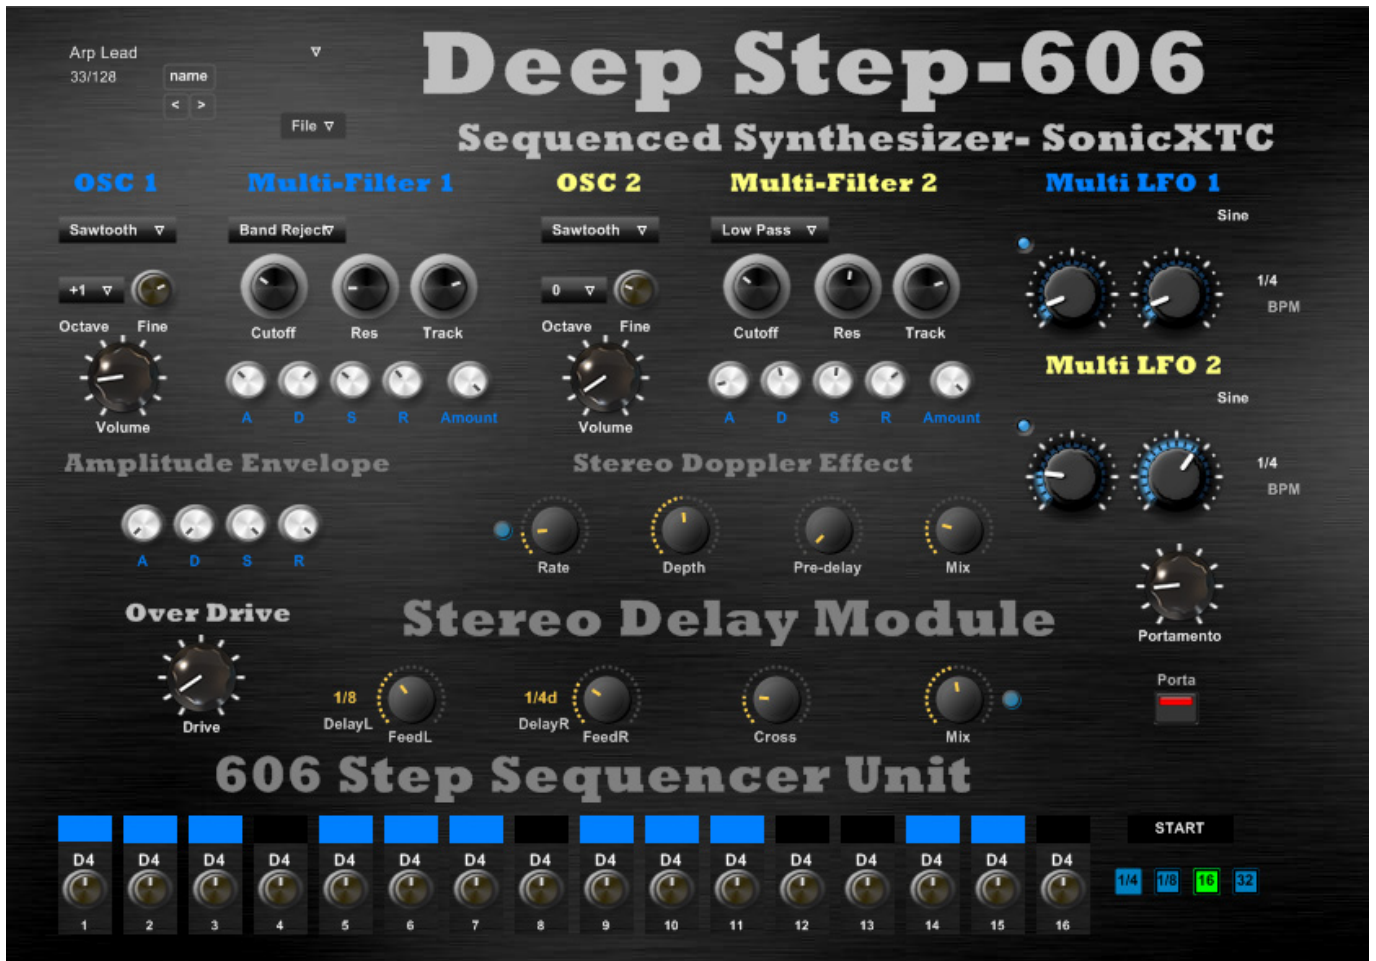 Arp Lead
33/128
name
< >
File
Deep Step-606
Sequenced Synthesizer- SonicXTC
OSC 1 Multi-Filter 1 OSC 2 Multi-Filter 2 Multi LFO 1
Sine
Sawtooth Band Reject Sawtooth Low Pass
+1 0 1/4
BPM
Octave Fine Cutoff Res Track Octave Fine Cutoff Res Track
Multi LFO 2
Sine
A D S R Amount A D S R Amount
Volume Volume
Amplitude Envelope Stereo Doppler Effect 1/4
BPM
A D S R Rate Depth Pre-delay Mix
Over Drive Stereo Delay Module
Portamento
Porta
1/8 1/4d
DelayL DelayR
Drive FeedL FeedR Cross Mix
606 Step Sequencer Unit
START
D4 D4 D4 D4 D4 D4 D4 D4 D4 D4 D4 D4 D4 D4 D4 D4
1/4 1/8 16 32
1 2 3 4 5 6 7 8 9 10 11 12 13 14 15 16